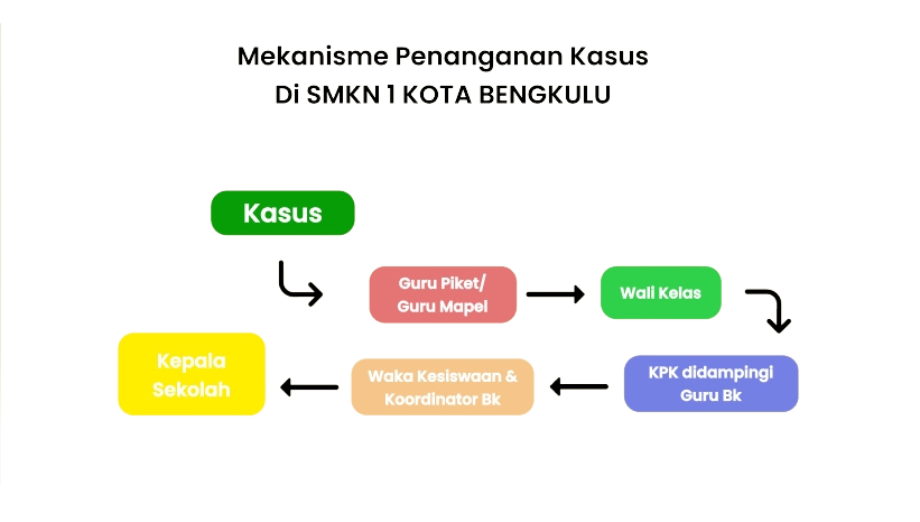 Mekanisme Penanganan Kasus
Di SMKN 1 KOTA BENGKULU
Kasus
Guru Piket/
Guru Mapel
Wali Kelas
KPK didampingi
Guru Bk
Waka Kesiswaan &
Koordinator Bk
Kepala
Sekolah